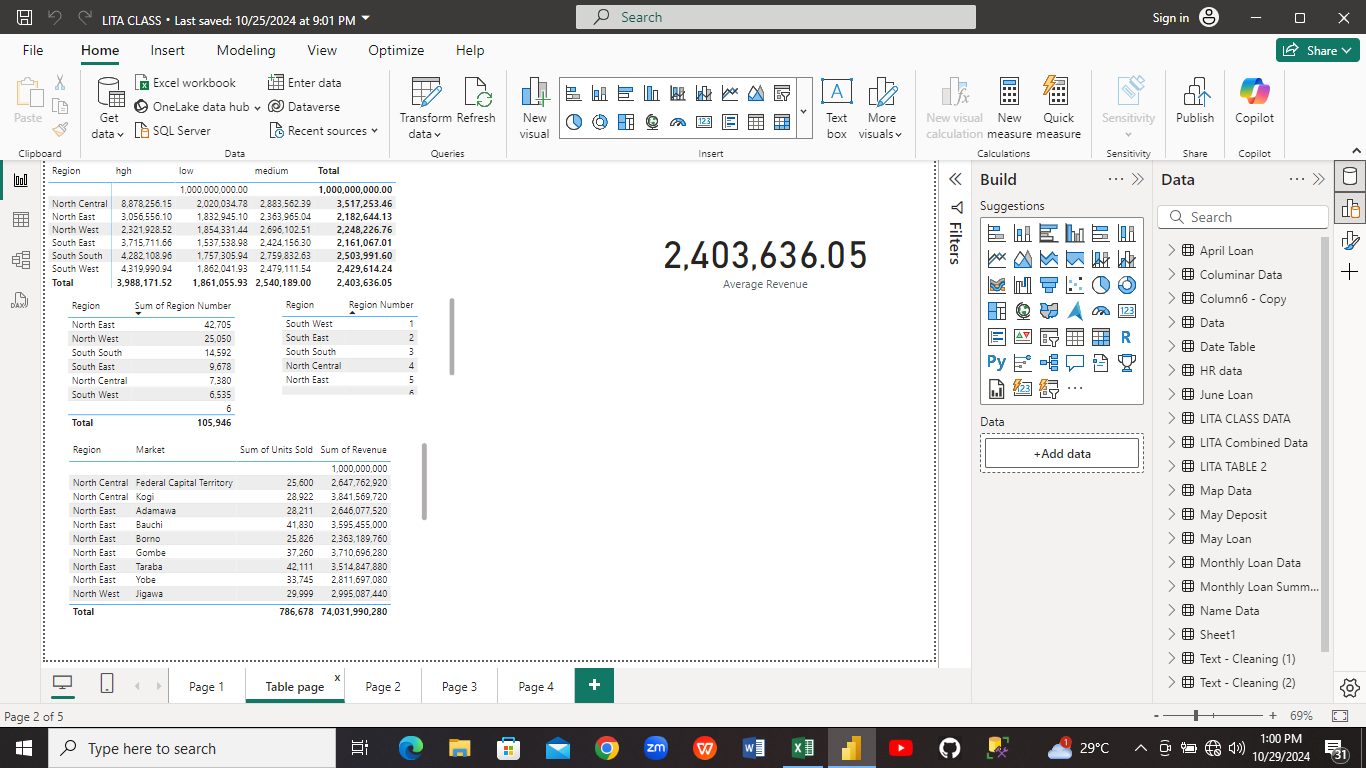 LITA CLASS • Last saved: 10/25/2024 at 9:01 PM
Search
Sign in
File Home Insert Modeling View Optimize Help
Share
Paste
Clipboard
Get data
Excel workbook
OneLake data hub
SQL Server
Enter data
Dataverse
Recent sources
Data
Transform data
Refresh
Queries
New visual
Text box
More visuals
Insert
New visual calculation
New measure
Quick measure
Calculations
Sensitivity
Sensitivity
Publish
Share
Copilot
Copilot
Region hgh low medium Total
1,000,000,000.00 1,000,000,000.00
North Central 8,878,256.15 2,020,034.78 2,883,562.39 3,517,253.46
North East 3,056,556.10 1,832,945.10 2,363,965.04 2,182,644.13
North West 2,321,928.52 1,854,331.44 2,696,102.51 2,248,226.76
South East 3,715,711.66 1,537,538.98 2,424,156.30 2,161,067.01
South South 4,282,108.96 1,757,305.94 2,759,832.63 2,503,991.60
South West 4,319,990.94 1,862,041.93 2,479,111.54 2,429,614.24
Total 3,988,171.52 1,861,055.93 2,540,189.00 2,403,636.05
Region Sum of Region Number
North East 42,705
North West 25,050
South South 14,592
South East 9,678
North Central 7,380
South West 6,535
6
Total 105,946
Region Region Number
South West 1
South East 2
South South 3
North Central 4
North East 5
6
Region Market Sum of Units Sold Sum of Revenue
1,000,000,000
North Central Federal Capital Territory 25,600 2,647,762,920
North Central Kogi 28,922 3,841,569,720
North East Adamawa 28,211 2,646,077,520
North East Bauchi 41,830 3,595,455,000
North East Borno 25,826 2,363,189,760
North East Gombe 37,260 3,710,696,280
North East Taraba 42,111 3,514,847,880
North East Yobe 33,745 2,811,697,080
North West Jigawa 29,999 2,995,087,440
Total 786,678 74,031,990,280
2,403,636.05
Average Revenue
Filters
Build
Suggestions
R
Py
123
Data
+Add data
Data
Search
April Loan
Columinar Data
Column6 - Copy
Data
Date Table
HR data
June Loan
LITA CLASS DATA
LITA Combined Data
LITA TABLE 2
Map Data
May Deposit
May Loan
Monthly Loan Data
Monthly Loan Summ...
Name Data
Sheet1
Text - Cleaning (1)
Text - Cleaning (2)
Page 1
Table page x
Page 2
Page 3
Page 4
+
Page 2 of 5
- + 69%
Type here to search
zm
1
29°C
1:00 PM
10/29/2024
31